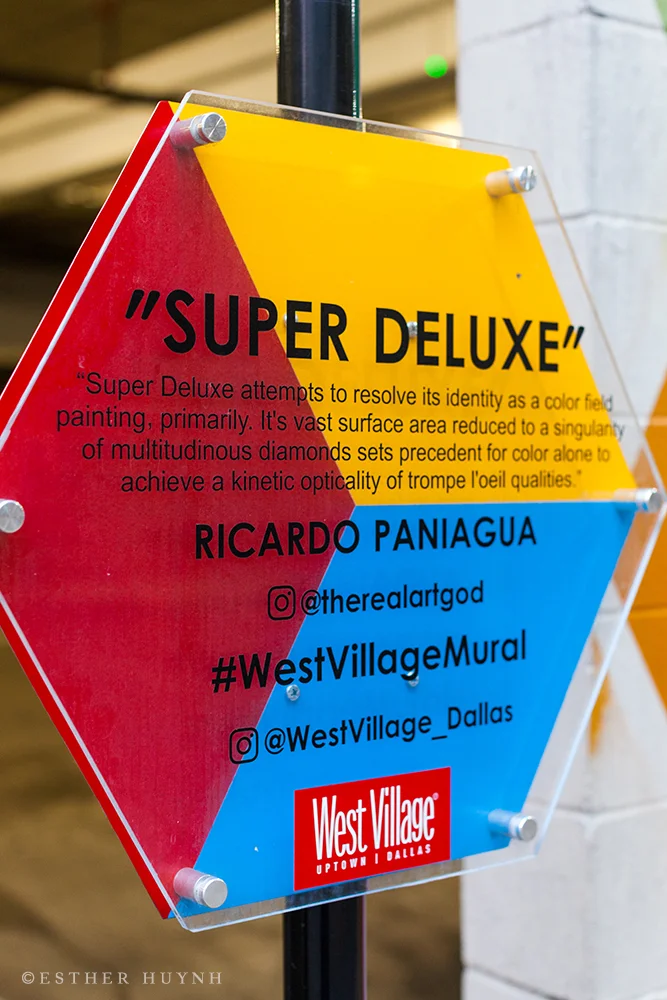 "SUPER DELUXE"
“Super Deluxe attempts to resolve its identity as a color field
painting, primarily. It's vast surface area reduced to a singularity
of multitudinous diamonds sets precedent for color alone to
achieve a kinetic opticality of trompe l'oeil qualities.”
RICARDO PANIAGUA
@therealartgod
#WestVillageMural
@WestVillage_Dallas
West Village®
UPTOWN | DALLAS
©ESTHER HUYNH